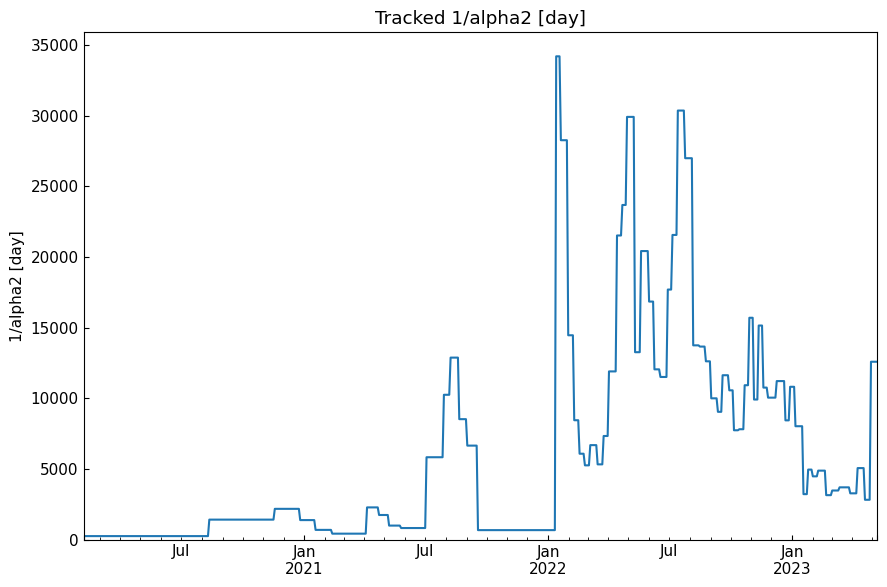 Tracked 1/alpha2 [day]
1/alpha2 [day]
35000
30000
25000
20000
15000
10000
5000
0
Jul
Jan
2021
Jul
Jan
2022
Jul
Jan
2023